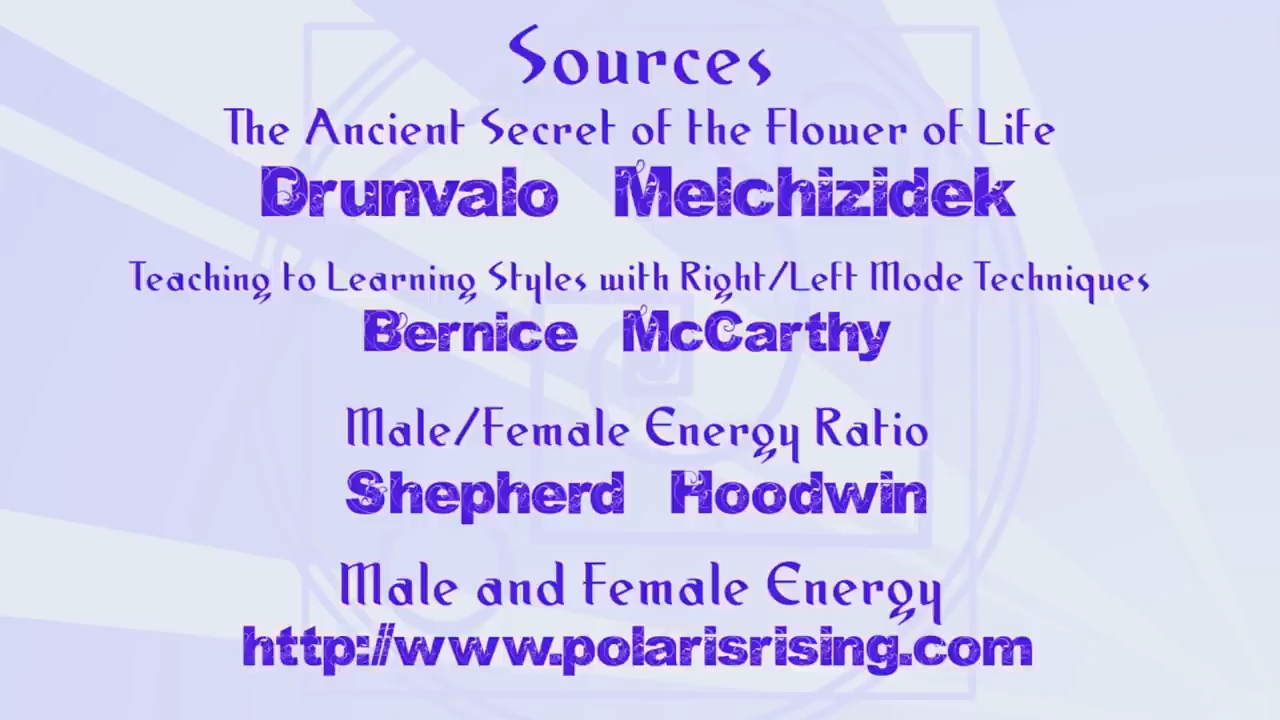 Sources
The Ancient Secret of the Flower of Life
Drunvalo Melchizidek
Teaching to Learning Styles with Right/Left Mode Techniques
Bernice McCarthy
Male/Female Energy Ratio
Shepherd Hoodwin
Male and Female Energy
http://www.polarisrising.com